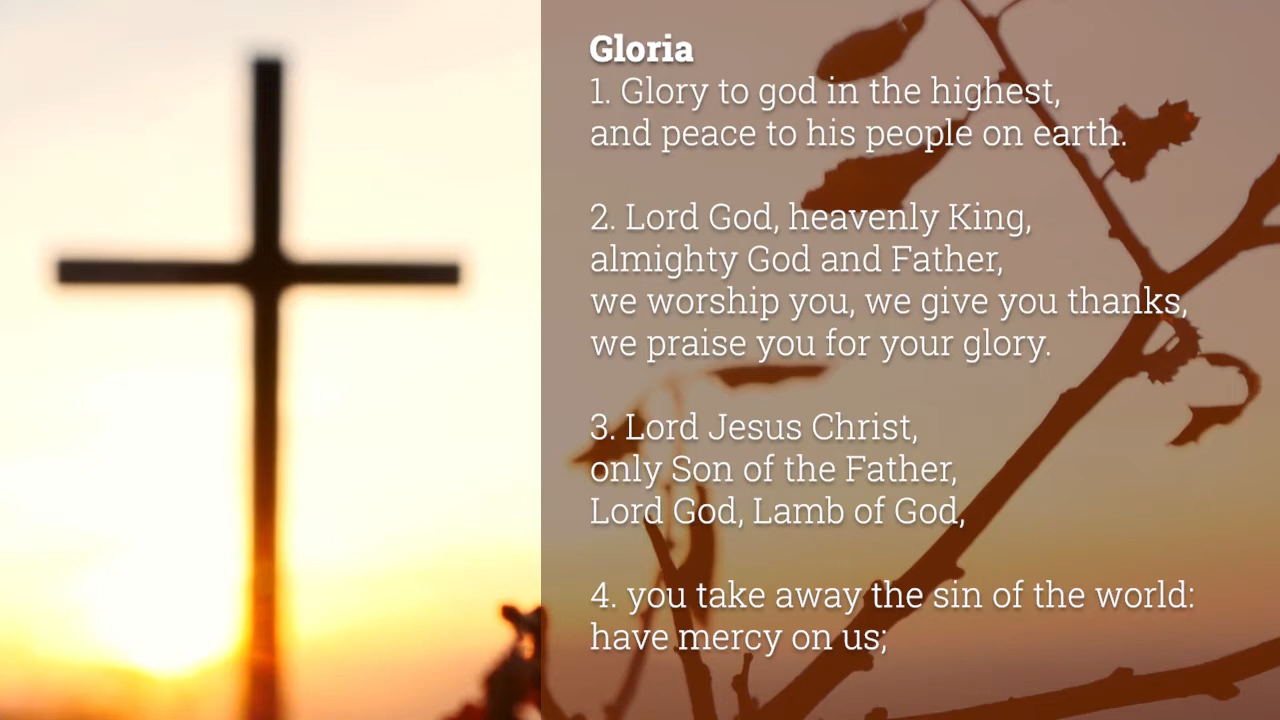 Gloria
1. Glory to god in the highest,
and peace to his people on earth.
2. Lord God, heavenly King,
almighty God and Father,
we worship you, we give you thanks,
we praise you for your glory.
3. Lord Jesus Christ,
only Son of the Father,
Lord God, Lamb of God,
4. you take away the sin of the world:
have mercy on us;